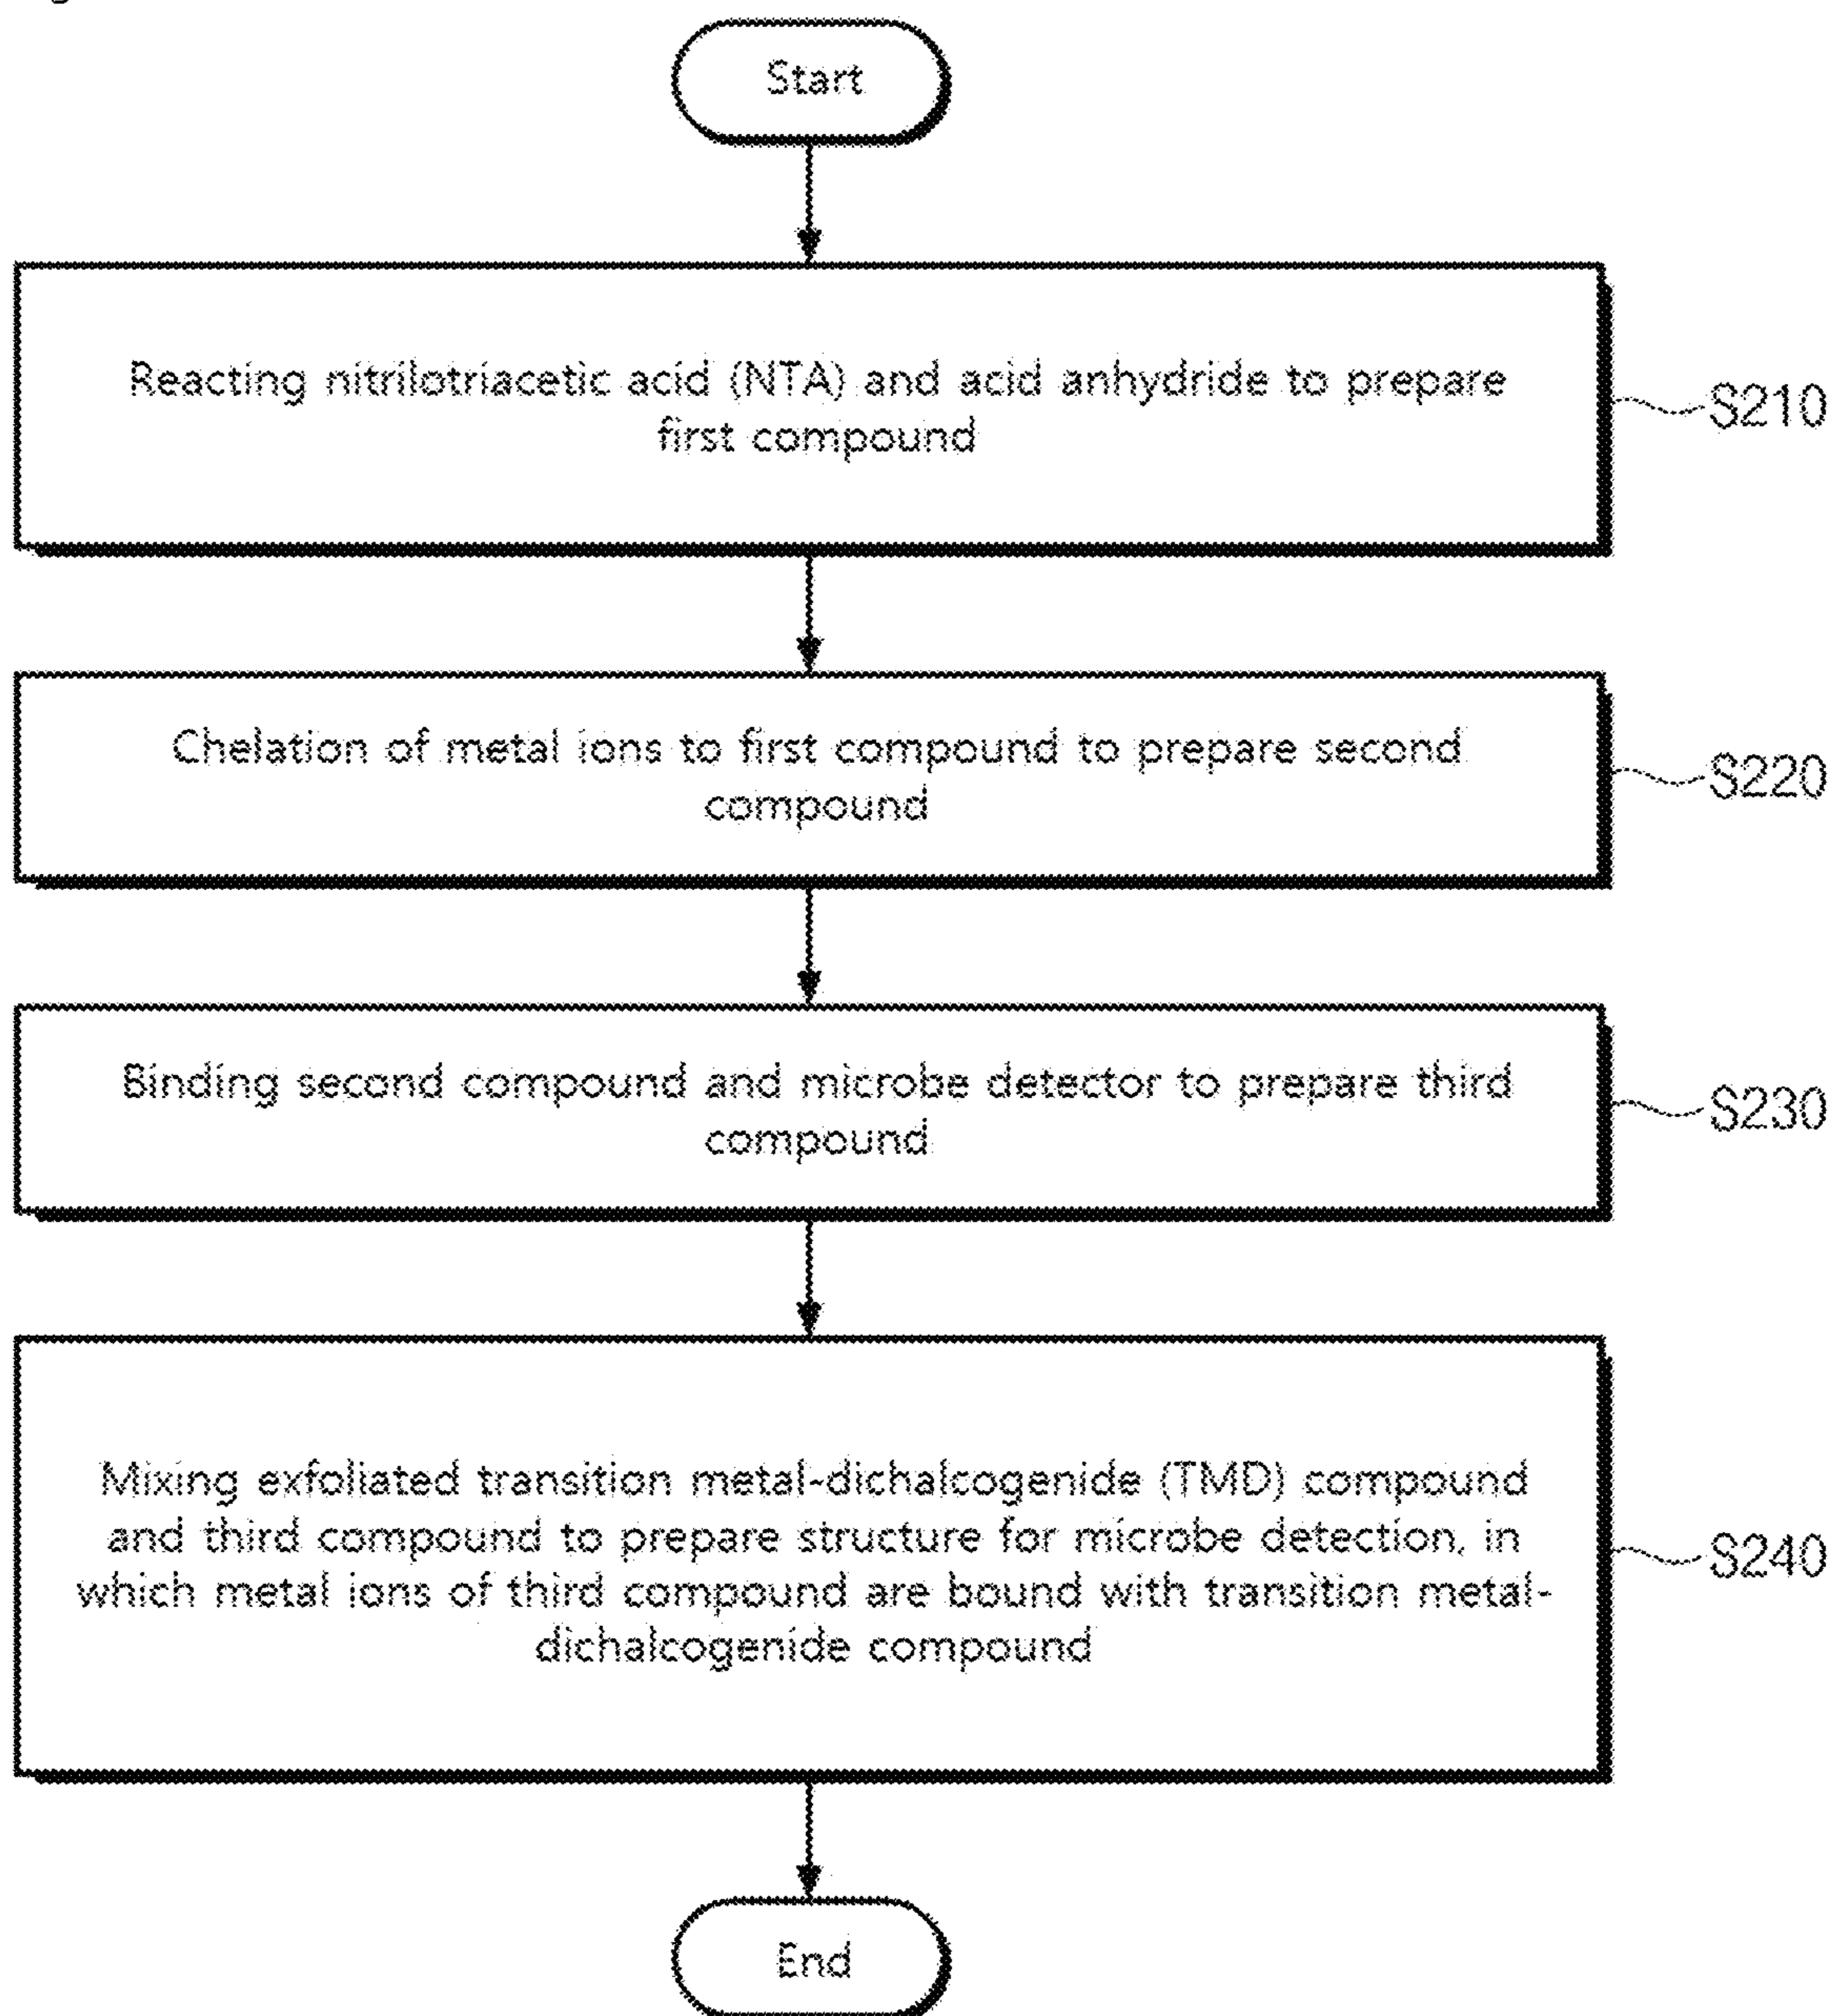 Start
Reacting nitrilotriacetic acid (NTA) and acid anhydride to prepare
first compound
S210
Chelation of metal ions to first compound to prepare second
compound
S220
Binding second compound and microbe detector to prepare third
compound
S230
Mixing exfoliated transition metal-dichalcogenide (TMD) compound
and third compound to prepare structure for microbe detection, in
which metal ions of third compound are bound with transition metal-
dichalcogenide compound
S240
End